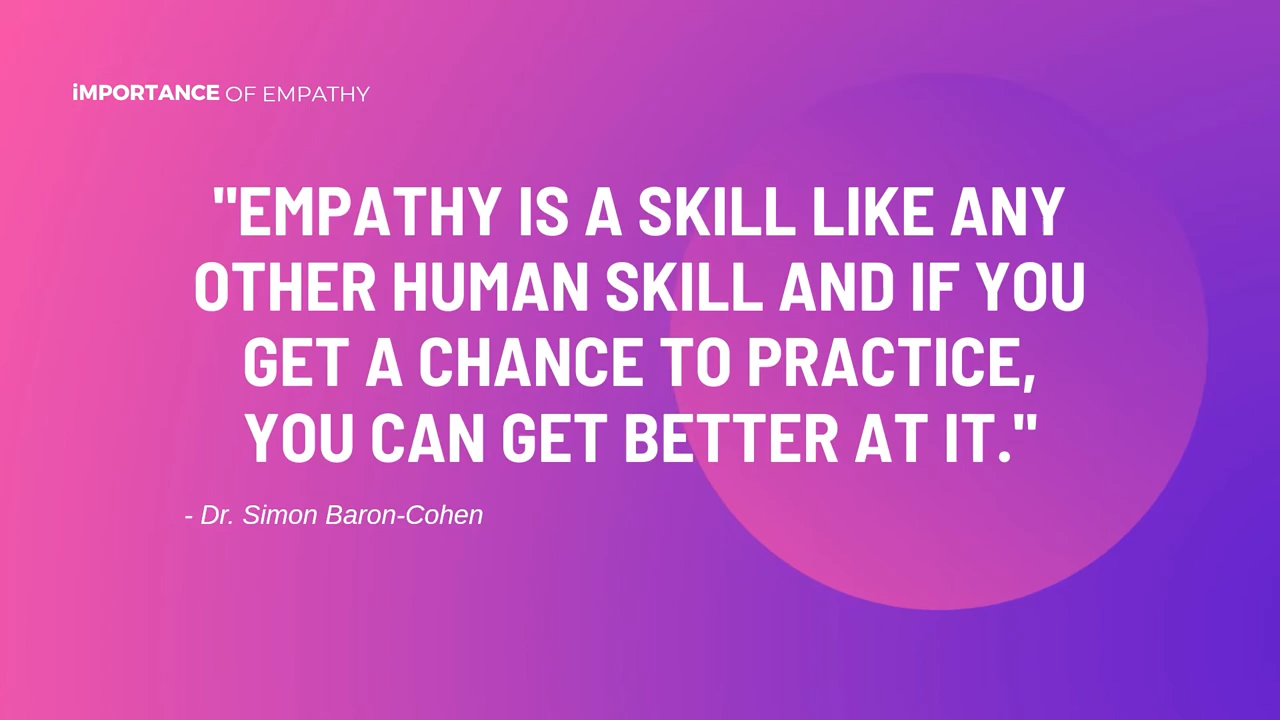 iMPORTANCE OF EMPATHY
"EMPATHY IS A SKILL LIKE ANY
OTHER HUMAN SKILL AND IF YOU
GET A CHANCE TO PRACTICE,
YOU CAN GET BETTER AT IT."
- Dr. Simon Baron-Cohen